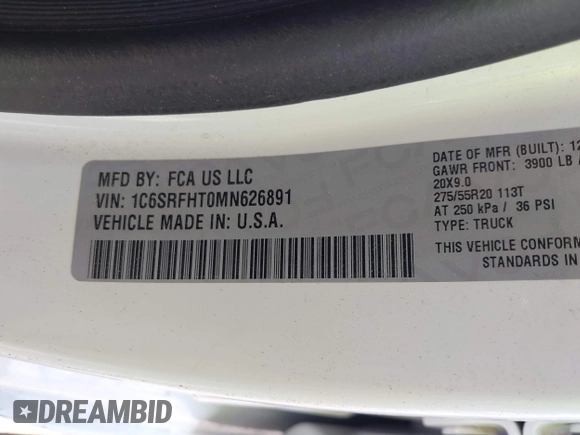 MFD BY: FCA US LLC
VIN: 1C6SRFHT0MN626891
VEHICLE MADE IN: U.S.A.
DATE OF MFR (BUILT): 12
GAWR FRONT: 3900 LB
20X9.0
275/55R20 113T
AT 250 kPa / 36 PSI
TYPE: TRUCK
THIS VEHICLE CONFORM
STANDARDS IN
DREAMBID